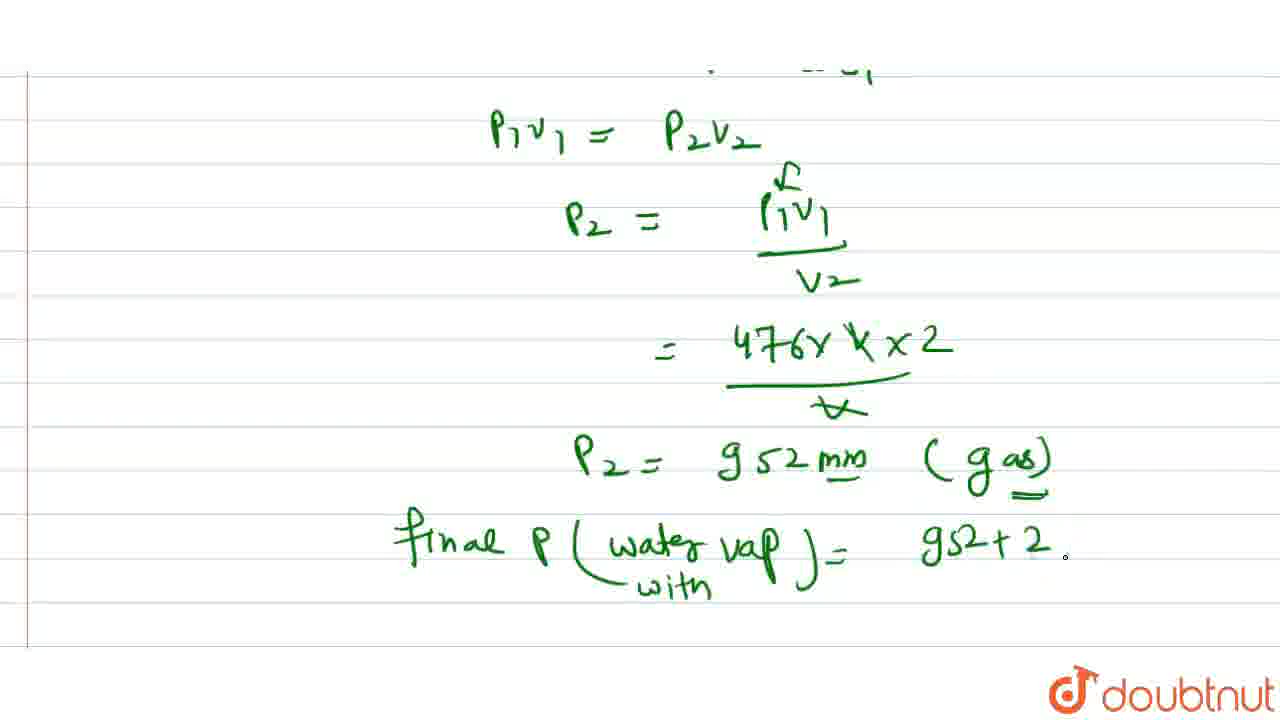 P1V1 = P2V2
P2 = P1V1
V2
= 476 x V x 2
V
P2 = 952 mm (gas)
final P (water vap) = 952 + 2
with
doubtnut